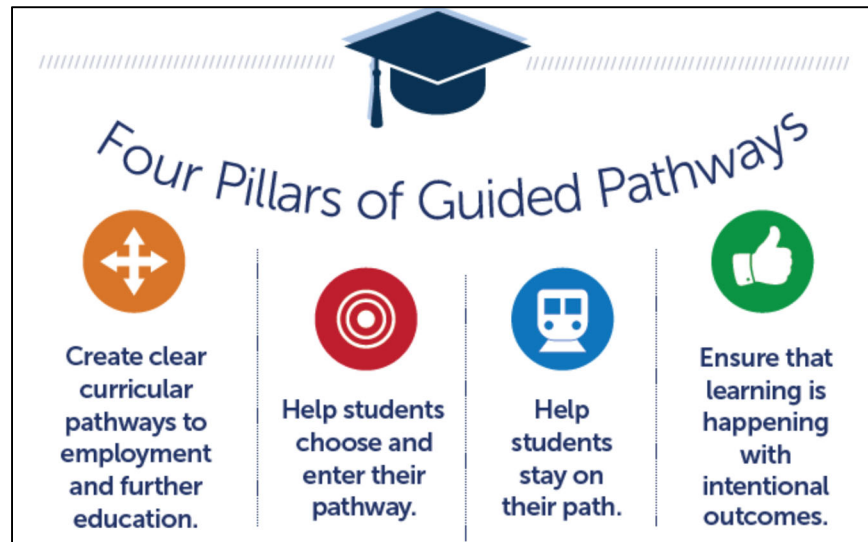 Four Pillars of Guided Pathways
Create clear
curricular
pathways to
employment
and further
education.
Help students
choose and
enter their
pathway.
Help
students
stay on
their path.
Ensure that
learning is
happening
with
intentional
outcomes.